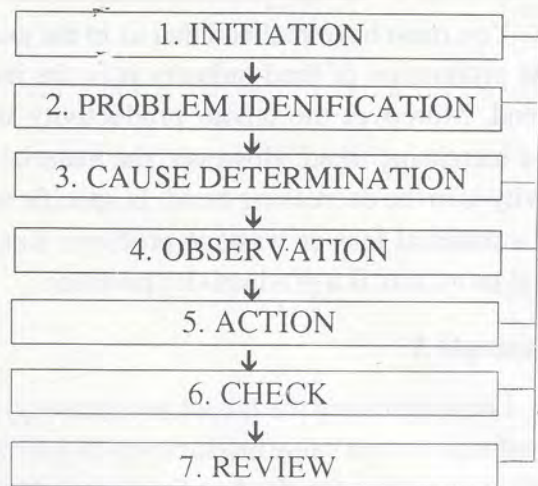 1. INITIATION
2. PROBLEM IDENIFICATION
3. CAUSE DETERMINATION
4. OBSERVATION
5. ACTION
6. CHECK
7. REVIEW